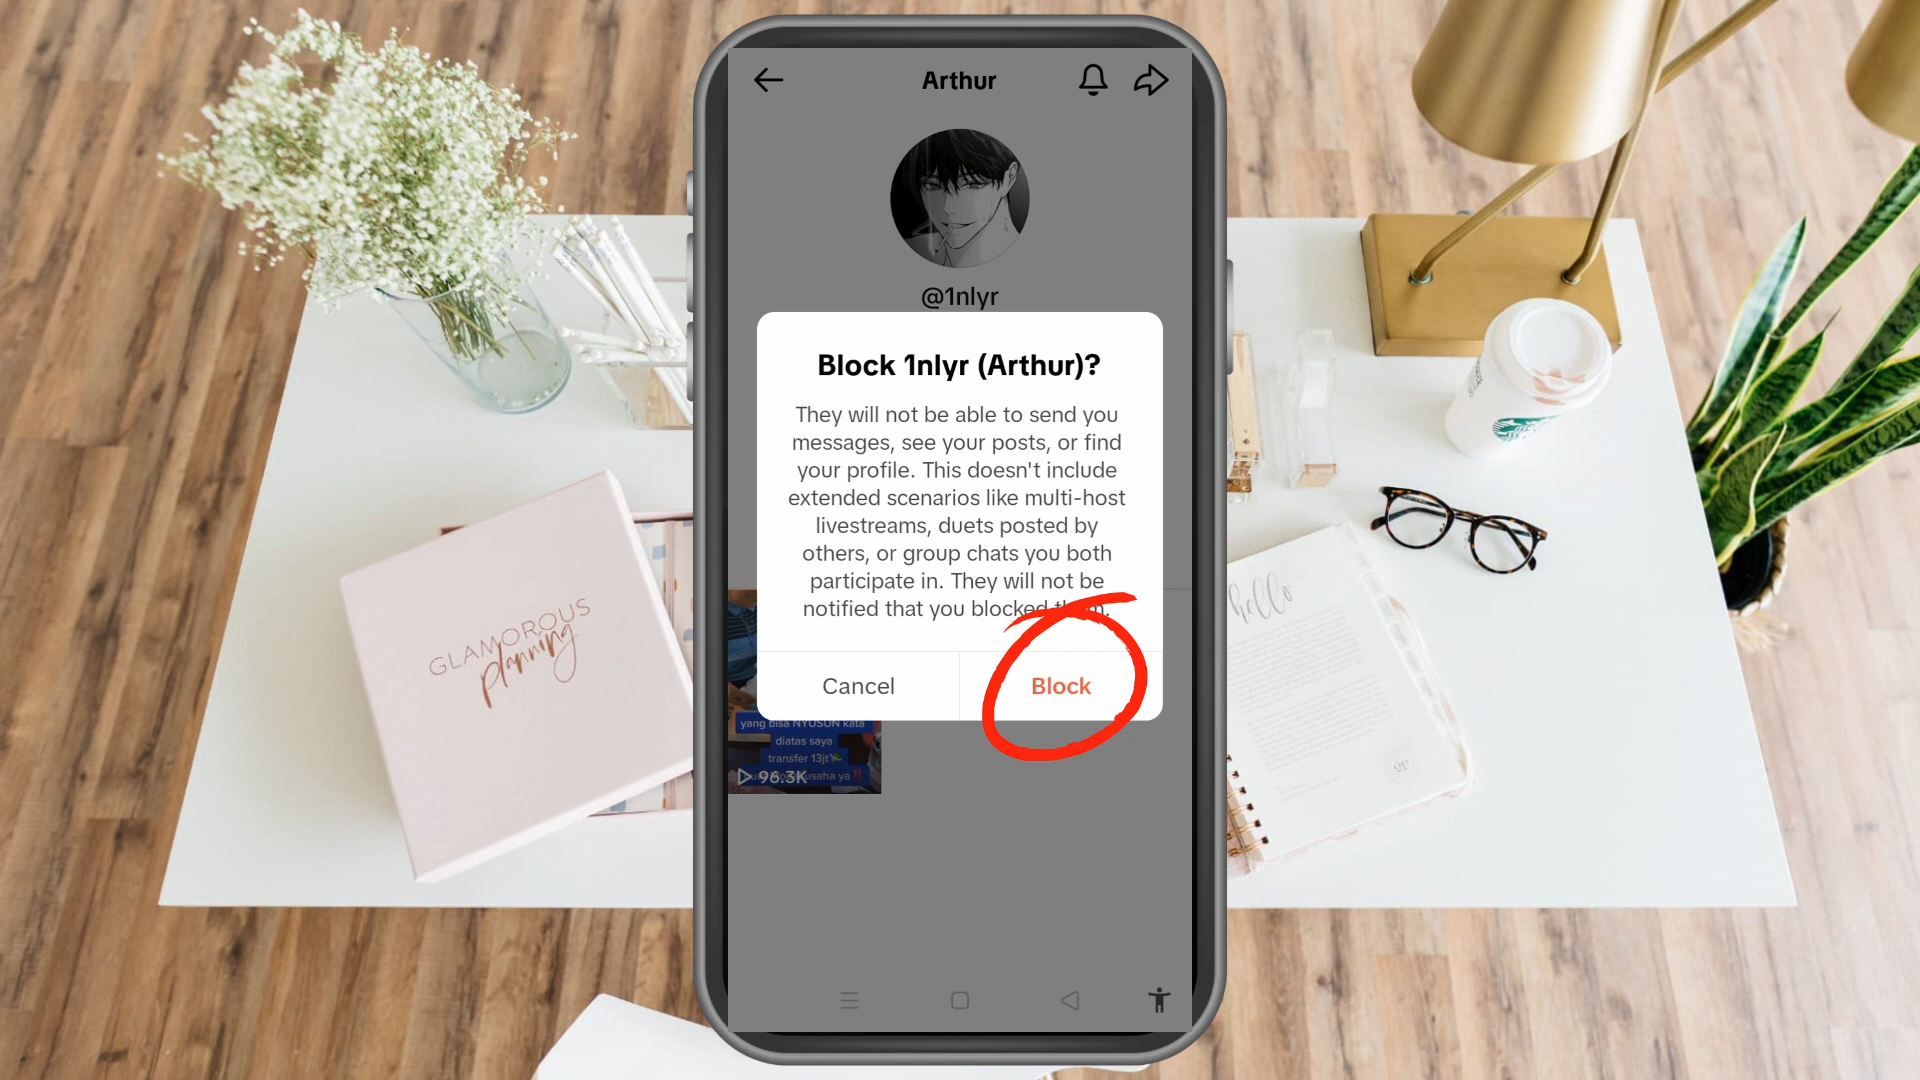 Arthur
@1nlyr
Block 1nlyr (Arthur)?
They will not be able to send you
messages, see your posts, or find
your profile. This doesn't include
extended scenarios like multi-host
livestreams, duets posted by
others, or group chats you both
participate in. They will not be
notified that you blocked them.
Cancel
Block
yang bisa NYUSUN kata
diatas saya
transfer 13jt
usaha ya‼️
96.3K
GLAMOROUS
planning
hello